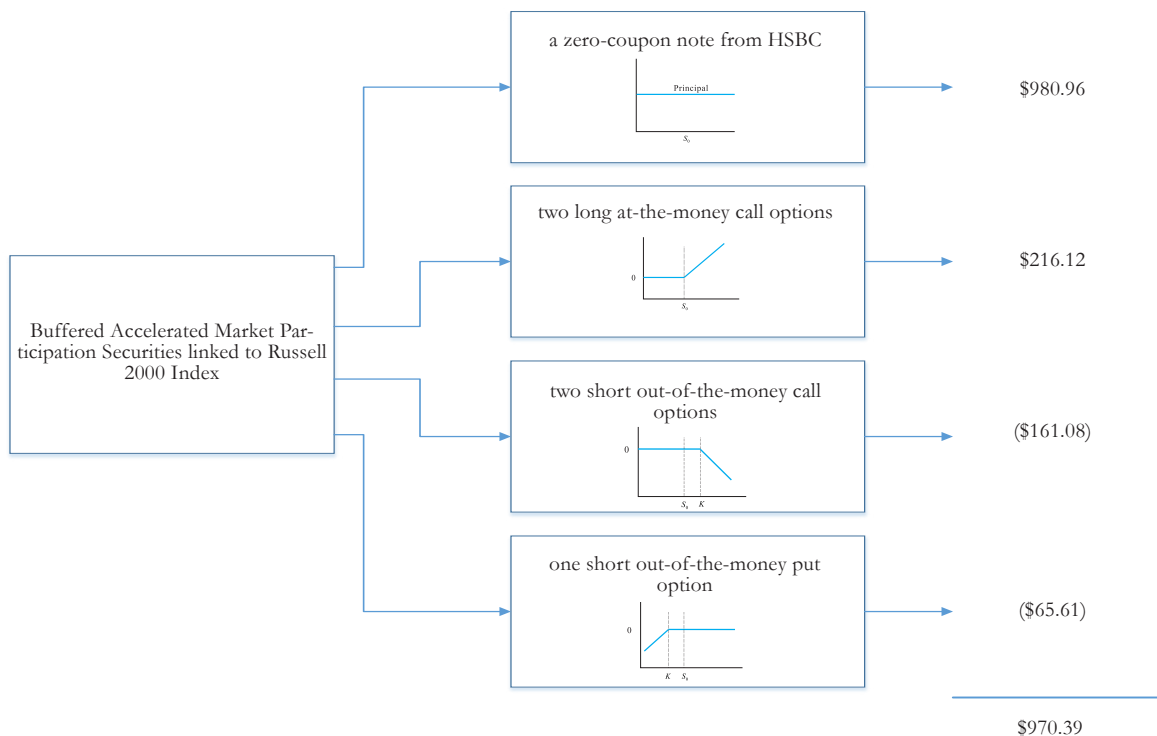 a zero-coupon note from HSBC
Principal
S₀
$980.96
two long at-the-money call options
0
S₀
$216.12
Buffered Accelerated Market Par-
ticipation Securities linked to Russell
2000 Index
two short out-of-the-money call
options
0
S₀ K
($161.08)
one short out-of-the-money put
option
0
K S₀
($65.61)
$970.39